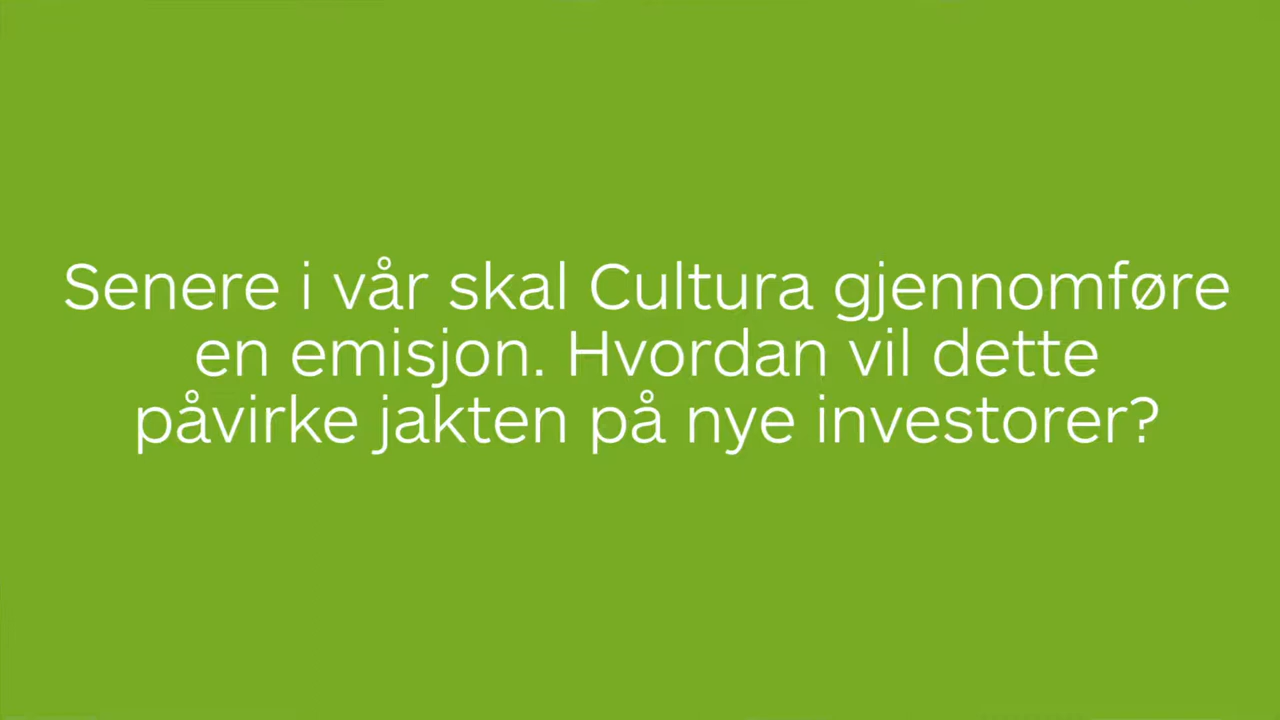 Senere i vår skal Cultura gjennomføre
en emisjon. Hvordan vil dette
påvirke jakten på nye investorer?